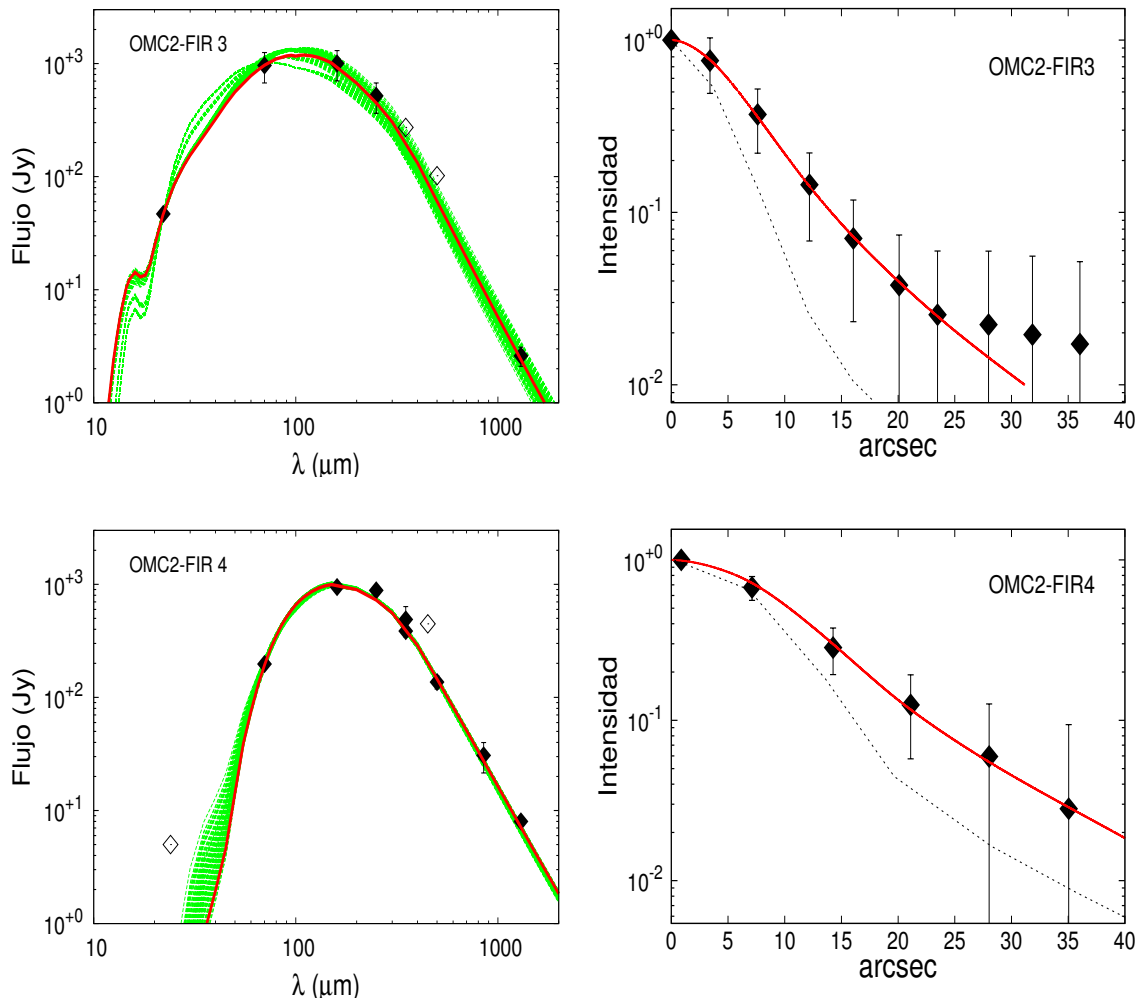 OMC2-FIR 3
Flujo (Jy)
10+3
10+2
10+1
10+0
10 100 1000
λ (μm)
OMC2-FIR3
Intensidad
10+0
10-1
10-2
0 5 10 15 20 25 30 35 40
arcsec
OMC2-FIR 4
Flujo (Jy)
10+3
10+2
10+1
10+0
10 100 1000
λ (μm)
OMC2-FIR4
Intensidad
10+0
10-1
10-2
0 5 10 15 20 25 30 35 40
arcsec